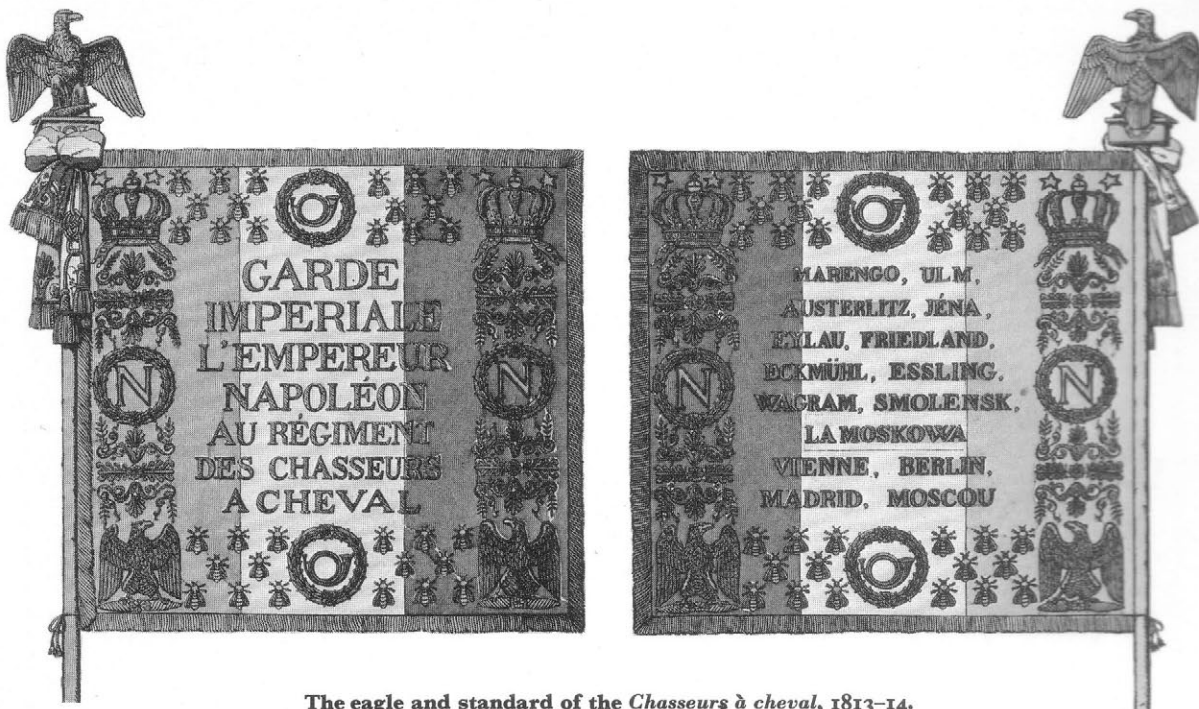 GARDE
IMPERIALE
L'EMPEREUR
NAPOLÉON
AU RÉGIMENT
DES CHASSEURS
A CHEVAL
N
N
MARENGO, ULM,
AUSTERLITZ, JÉNA,
EYLAU, FRIEDLAND,
ECKMÜHL, ESSLING,
WAGRAM, SMOLENSK,
LA MOSKOWA
VIENNE, BERLIN,
MADRID, MOSCOU
N
N
The eagle and standard of the Chasseurs à cheval, 1813–14.